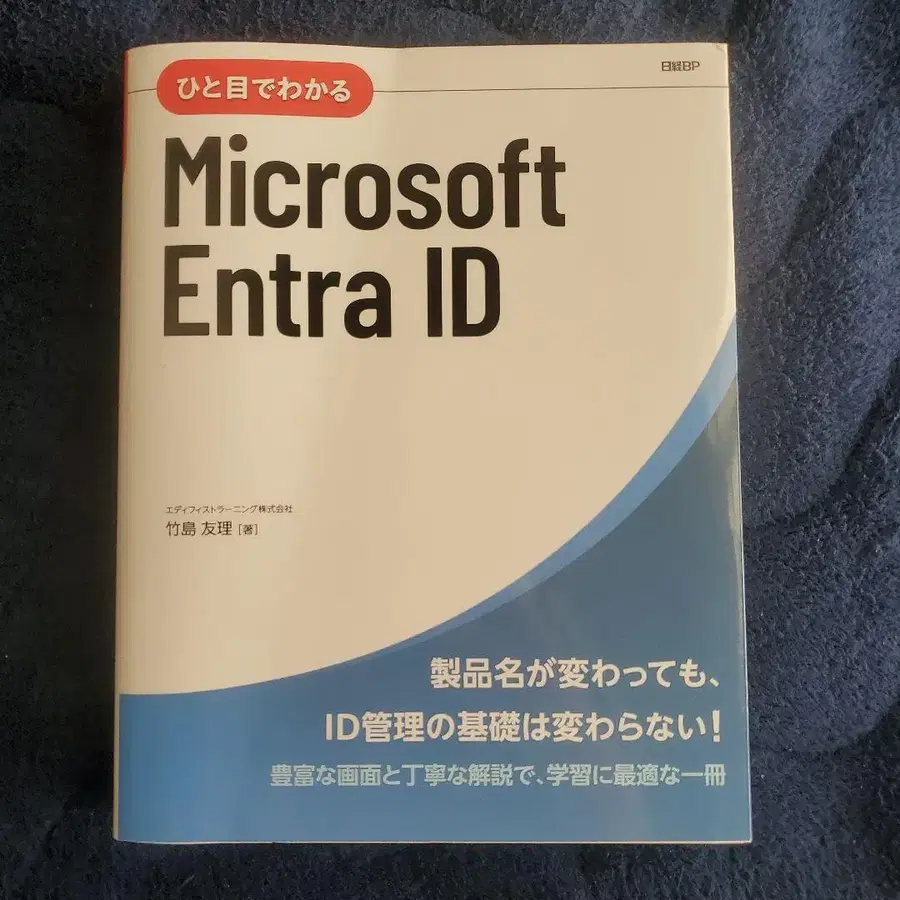 日経BP
ひと目でわかる
Microsoft
Entra ID
エディフィストラーニング株式会社
竹島 友理 [著]
製品名が変わっても、
ID管理の基礎は変わらない!
豊富な画面と丁寧な解説で、学習に最適な一冊